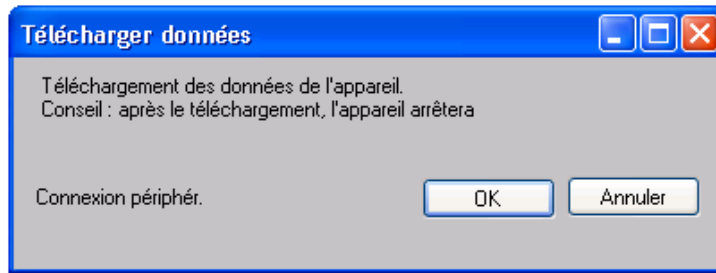 Télécharger données
Téléchargement des données de l'appareil.
Conseil : après le téléchargement, l'appareil arrêtera
Connexion périphér.
OK
Annuler